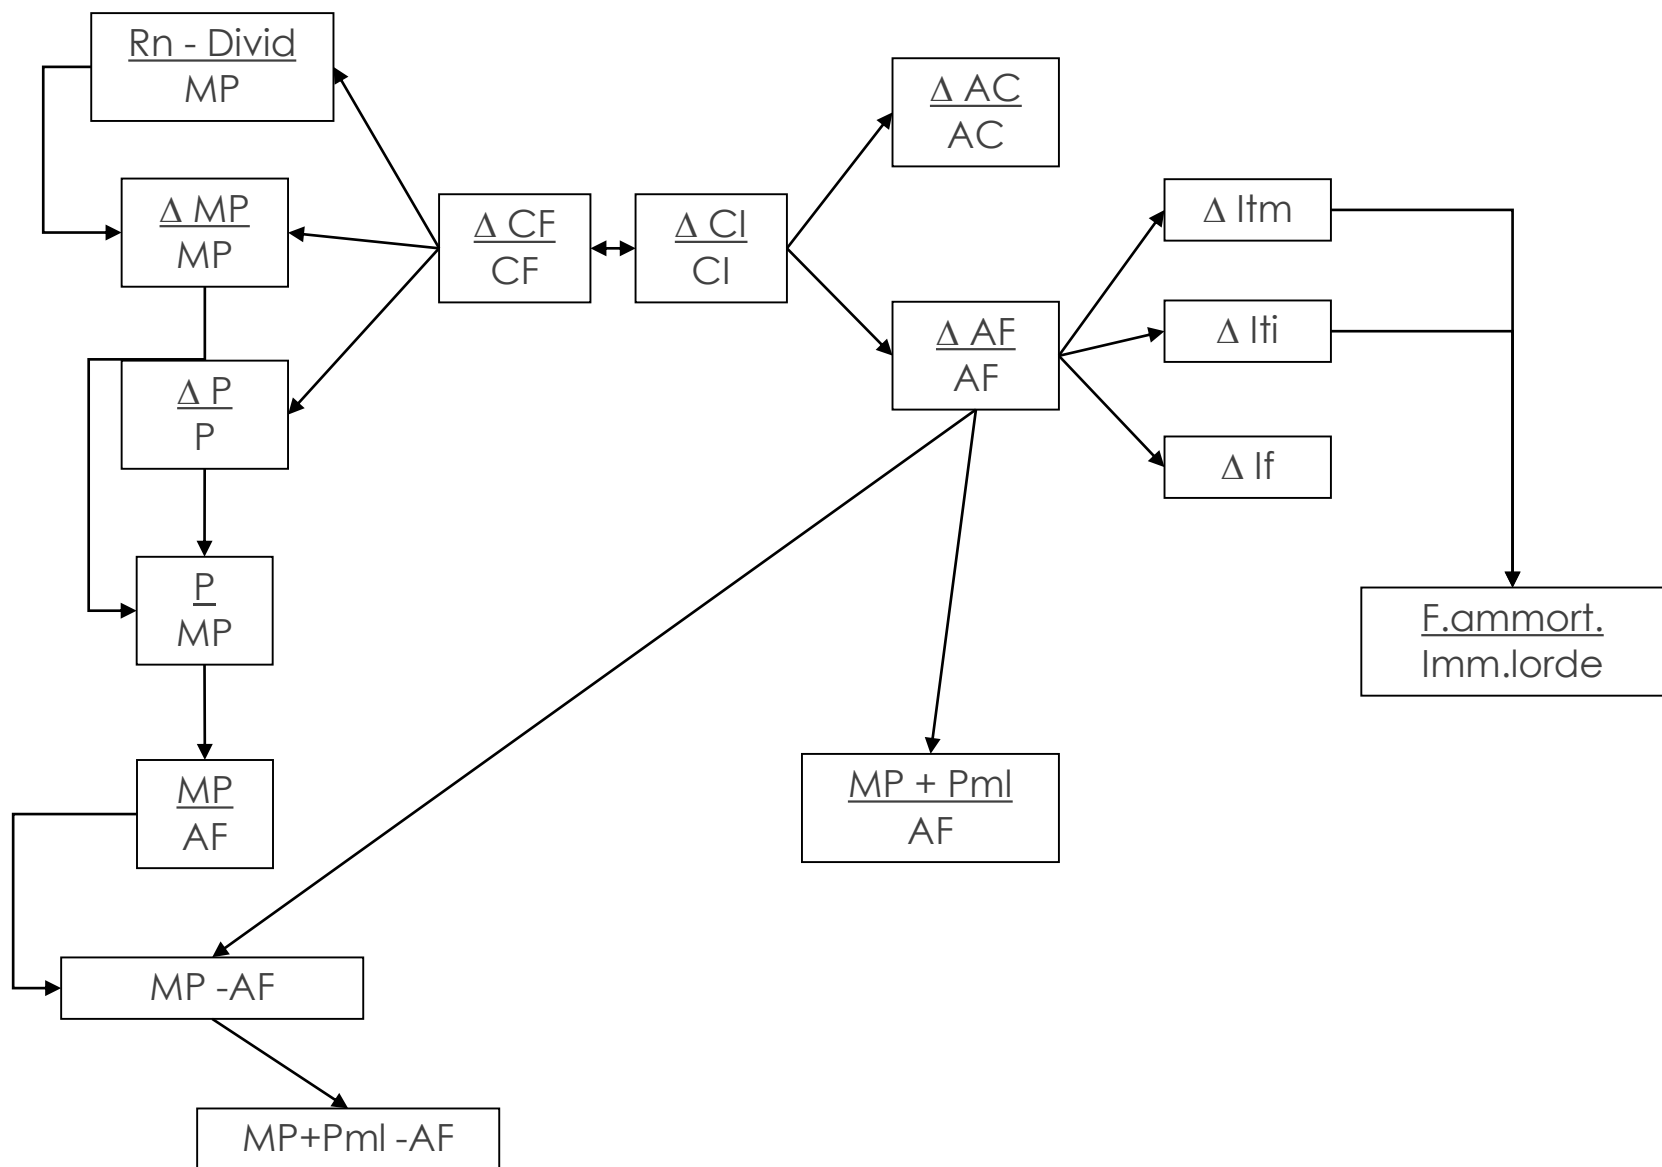 Rn - Divid
MP
Δ AC
AC
Δ MP
MP
Δ CF
CF
Δ CI
CI
Δ Itm
Δ AF
AF
Δ Iti
Δ P
P
Δ If
P
MP
F.ammort.
Imm.lorde
MP
AF
MP + Pml
AF
MP -AF
MP+Pml -AF